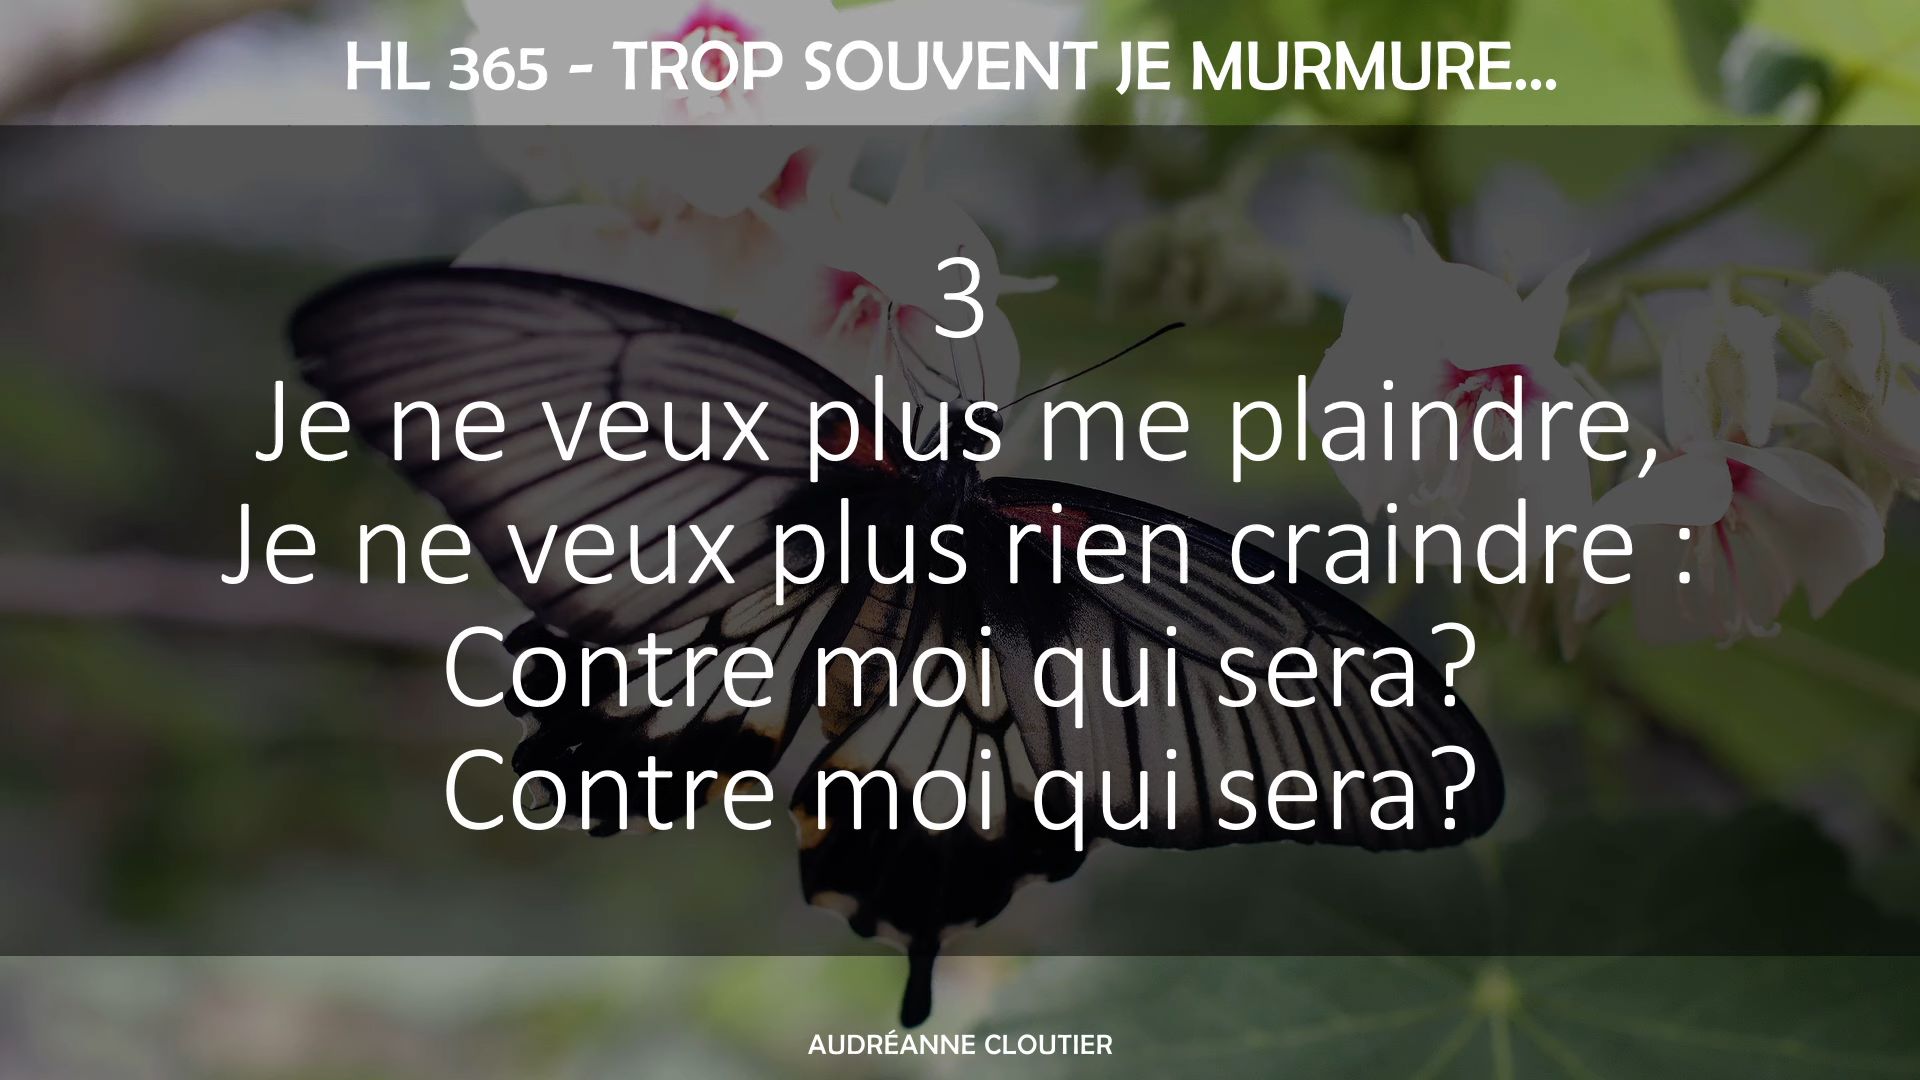 HL 365 - TROP SOUVENT JE MURMURE...
3
Je ne veux plus me plaindre,
Je ne veux plus rien craindre :
Contre moi qui sera?
Contre moi qui sera?
AUDRÉANNE CLOUTIER